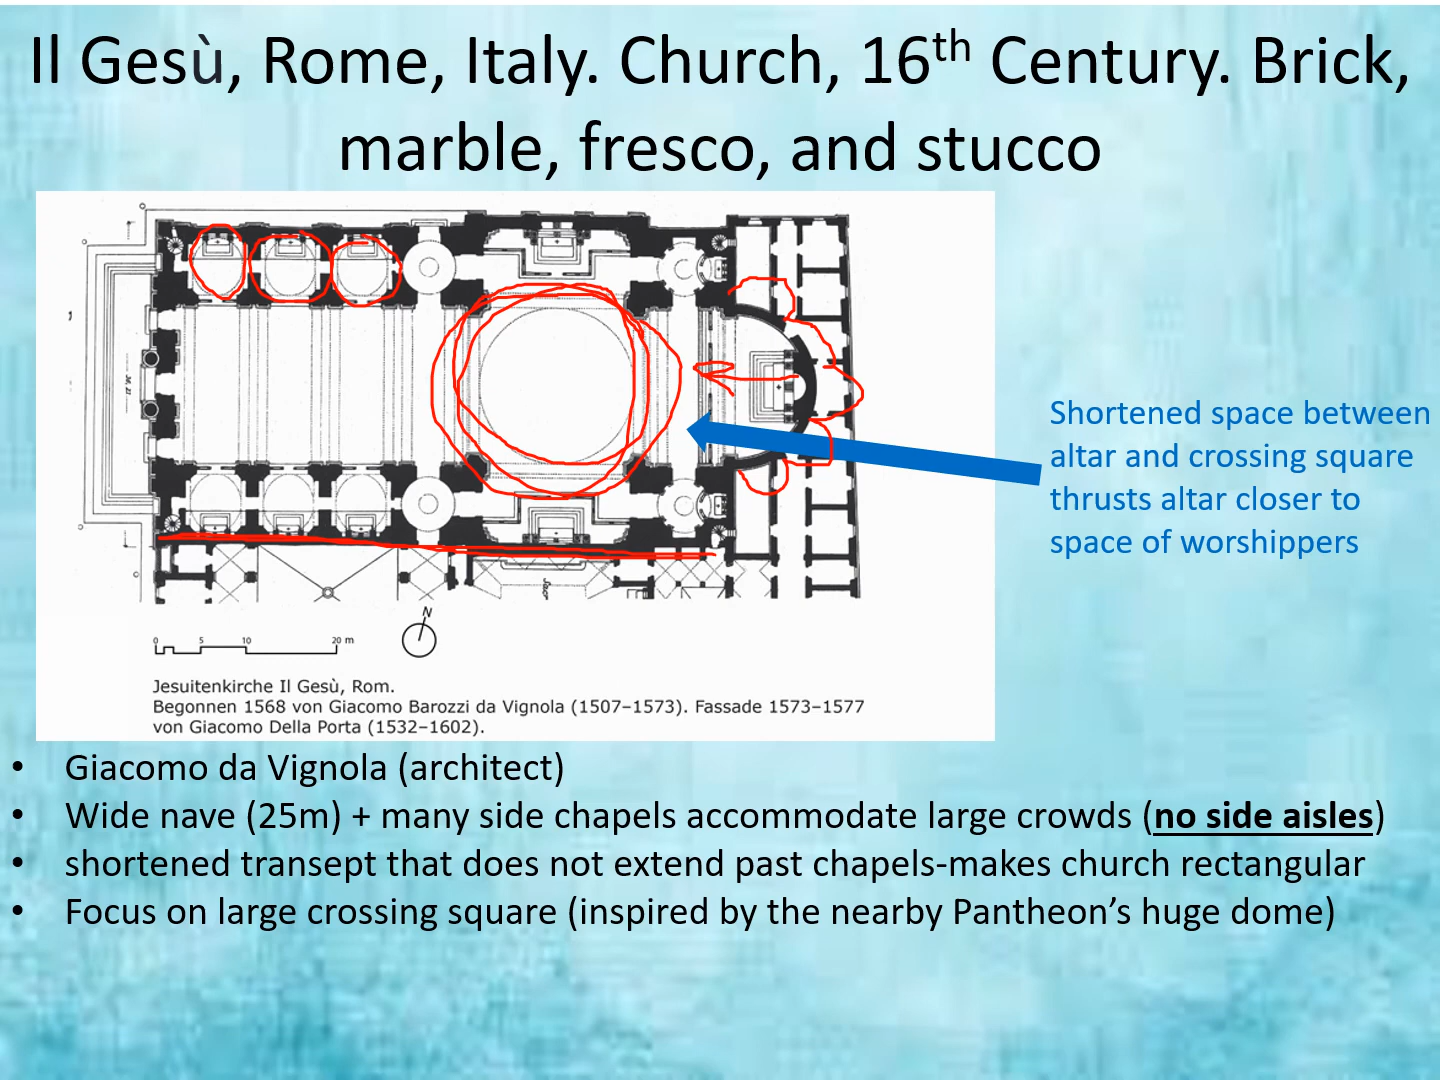 Il Gesù, Rome, Italy. Church, 16th Century. Brick,
marble, fresco, and stucco
Shortened space between
altar and crossing square
thrusts altar closer to
space of worshippers
N
0 5 10 20 m
Jesuitenkirche Il Gesù, Rom.
Begonnen 1568 von Giacomo Barozzi da Vignola (1507–1573). Fassade 1573–1577
von Giacomo Della Porta (1532–1602).
• Giacomo da Vignola (architect)
• Wide nave (25m) + many side chapels accommodate large crowds (no side aisles)
• shortened transept that does not extend past chapels-makes church rectangular
• Focus on large crossing square (inspired by the nearby Pantheon’s huge dome)